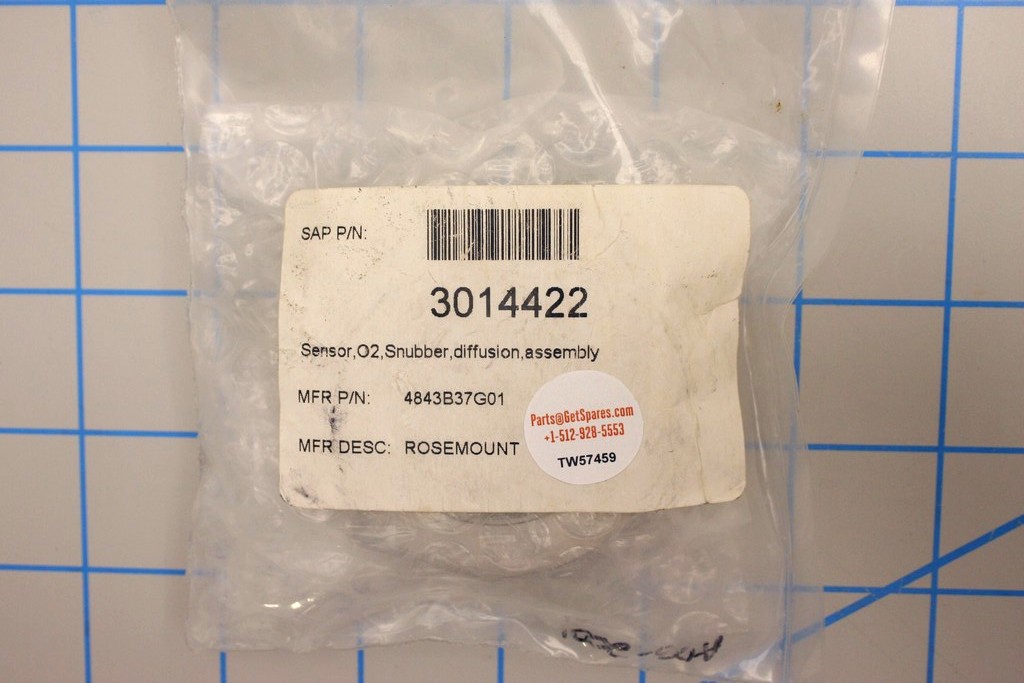 SAP P/N:
3014422
Sensor,O2,Snubber,diffusion,assembly
MFR P/N: 4843B37G01
MFR DESC: ROSEMOUNT
Parts@GetSpares.com
+1-512-928-5553
TW57459